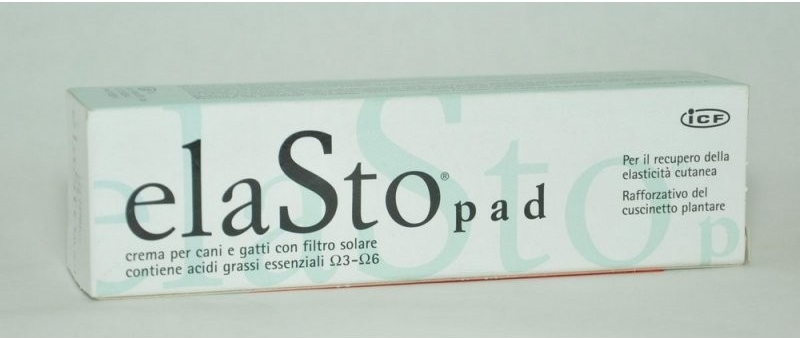 elaSto® pad
crema per cani e gatti con filtro solare
contiene acidi grassi essenziali Ω3-Ω6
icf
Per il recupero della
elasticità cutanea
Rafforzativo del
cuscinetto plantare